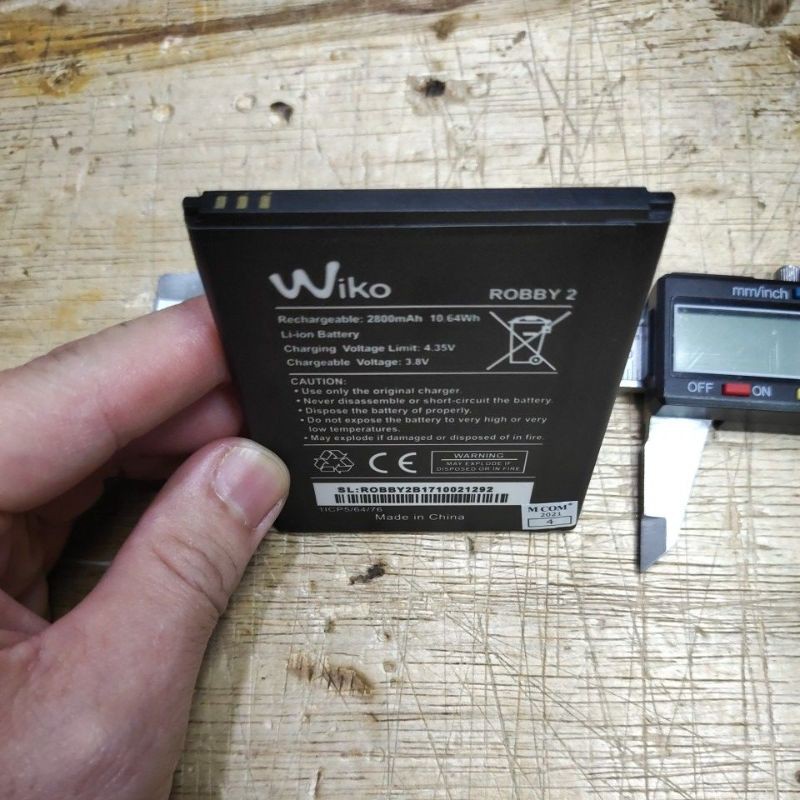 Wiko
ROBBY 2
Rechargeable: 2800mAh 10.64Wh
Li-ion Battery
Charging Voltage Limit: 4.35V
Chargeable Voltage: 3.8V
CAUTION:
• Use only the original charger.
• Never disassemble or short-circuit the battery.
• Dispose the battery of properly.
• Do not expose the battery to very high or very
low temperatures.
• May explode if damaged or disposed of in fire.
CE
WARNING
MAY EXPLODE IF
DISPOSED OR IN FIRE
SL:ROBBY2B1710021292
1ICP5/64/76
Made in China
M COM®
2021
4
mm/inch
OFF ON